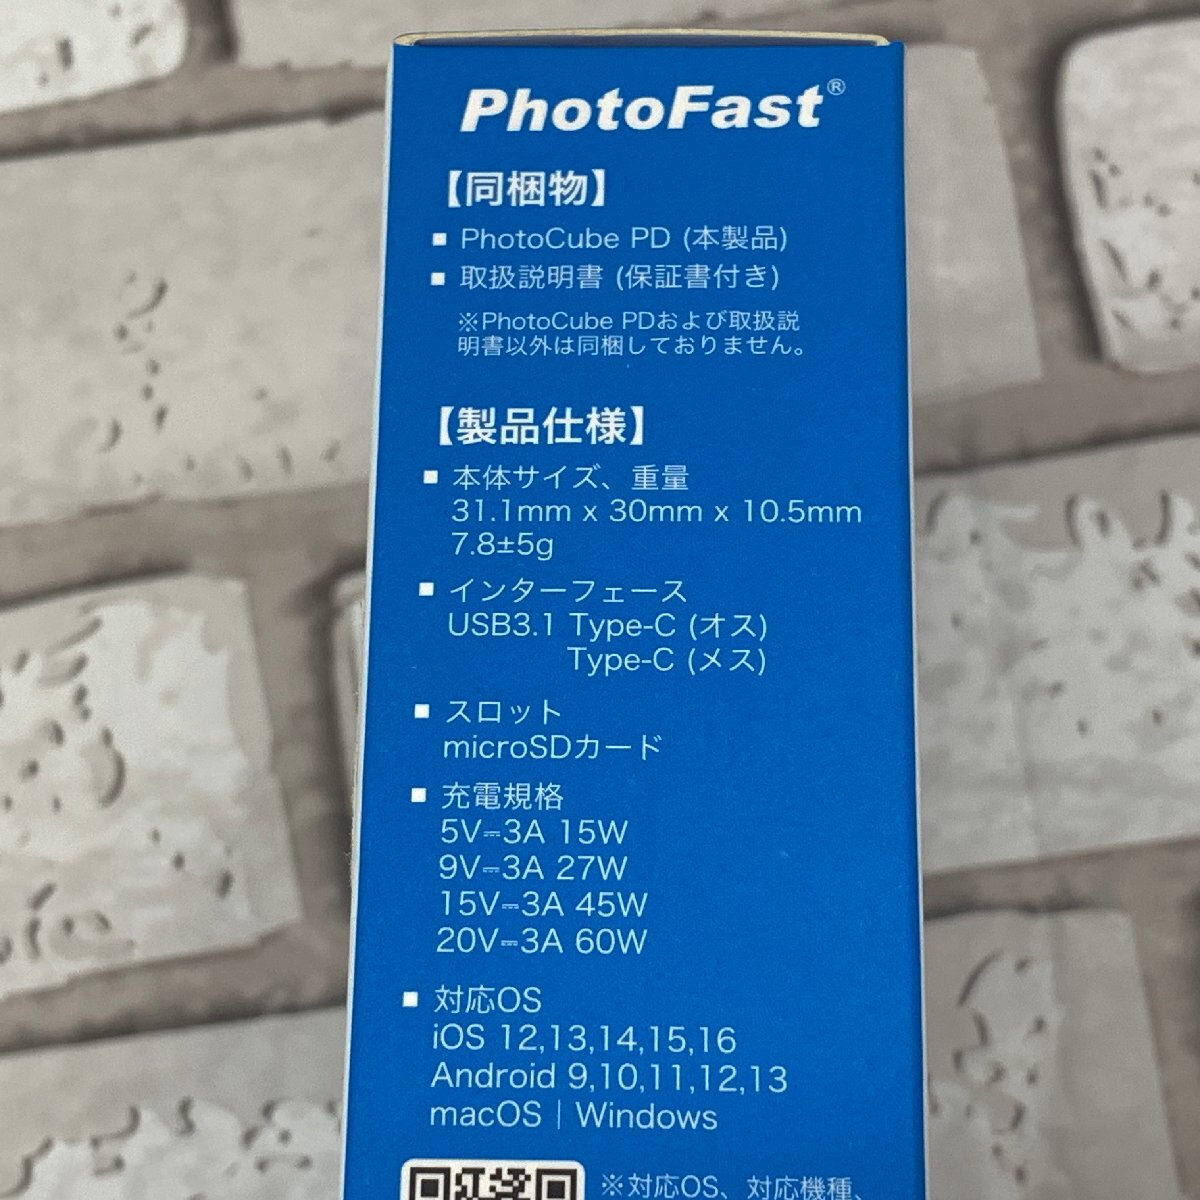 PhotoFast®
【同梱物】
■ PhotoCube PD (本製品)
■ 取扱説明書 (保証書付き)
※PhotoCube PDおよび取扱説
明書以外は同梱しておりません。
【製品仕様】
■ 本体サイズ、重量
31.1mm x 30mm x 10.5mm
7.8±5g
■ インターフェース
USB3.1 Type-C (オス)
Type-C (メス)
■ スロット
microSDカード
■ 充電規格
5V⎓3A 15W
9V⎓3A 27W
15V⎓3A 45W
20V⎓3A 60W
■ 対応OS
iOS 12,13,14,15,16
Android 9,10,11,12,13
macOS | Windows
※対応OS、対応機種、